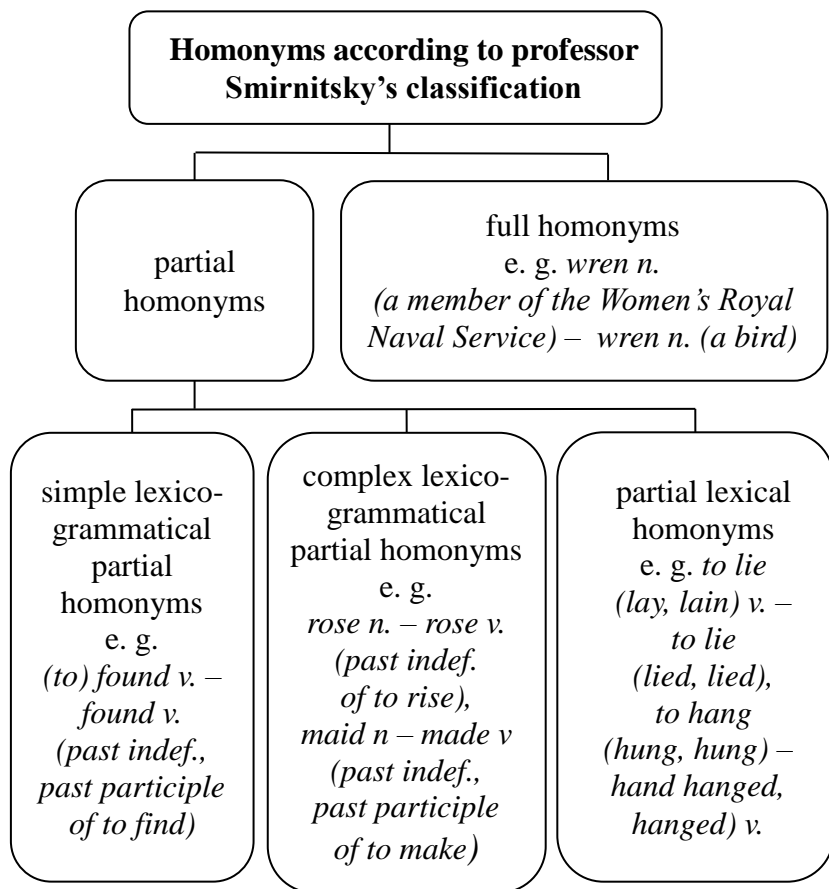 Homonyms according to professor
Smirnitsky’s classification
partial
homonyms
full homonyms
e. g. wren n.
(a member of the Women’s Royal
Naval Service) – wren n. (a bird)
simple lexico-
grammatical
partial
homonyms
e. g.
(to) found v. –
found v.
(past indef.,
past participle
of to find)
complex lexico-
grammatical
partial homonyms
e. g.
rose n. – rose v.
(past indef.
of to rise),
maid n – made v
(past indef.,
past participle
of to make)
partial lexical
homonyms
e. g. to lie
(lay, lain) v. –
to lie
(lied, lied),
to hang
(hung, hung) –
hand hanged,
hanged) v.